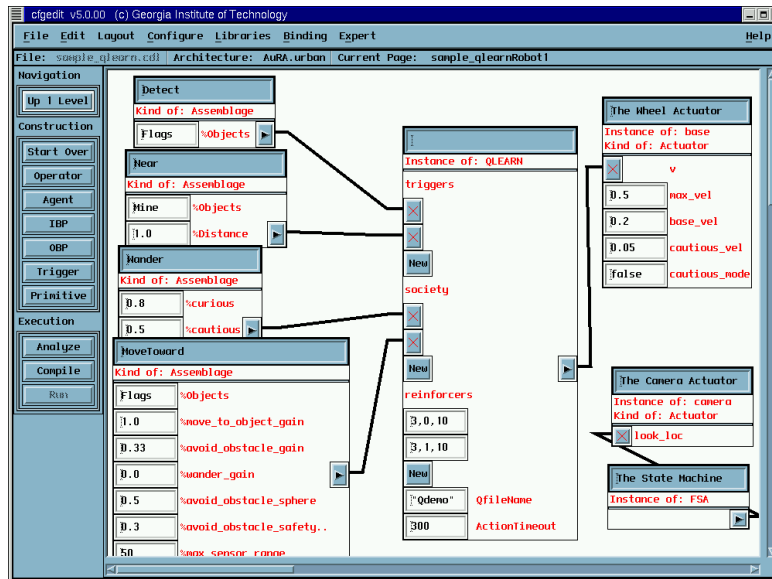 cfgedit v5.0.00 (c) Georgia Institute of Technology
File Edit Layout Configure Libraries Binding Expert Help
File: sample_qlearn.cdl Architecture: AuRA.urban Current Page: sample_qlearnRobot1
Navigation
Up 1 Level
Construction
Start Over
Operator
Agent
IBP
OBP
Trigger
Primitive
Execution
Analyze
Compile
Run
Detect
Kind of: Assemblage
Flags %Objects
Near
Kind of: Assemblage
Mine %Objects
1.0 %Distance
Wander
Kind of: Assemblage
0.8 %curious
0.5 %cautious
MoveToward
Kind of: Assemblage
Flags %Objects
1.0 %move_to_object_gain
0.33 %avoid_obstacle_gain
0.0 %wander_gain
0.5 %avoid_obstacle_sphere
0.3 %avoid_obstacle_safety..
50 %max_sensor_range
Instance of: QLEARN
triggers
New
society
New
reinforcers
3,0,10
3,1,10
New
"Qdemo" QfileName
300 ActionTimeout
The Wheel Actuator
Instance of: base
Kind of: Actuator
v
0.5 max_vel
0.2 base_vel
0.05 cautious_vel
false cautious_mode
The Camera Actuator
Instance of: camera
Kind of: Actuator
look_loc
The State Machine
Instance of: FSA